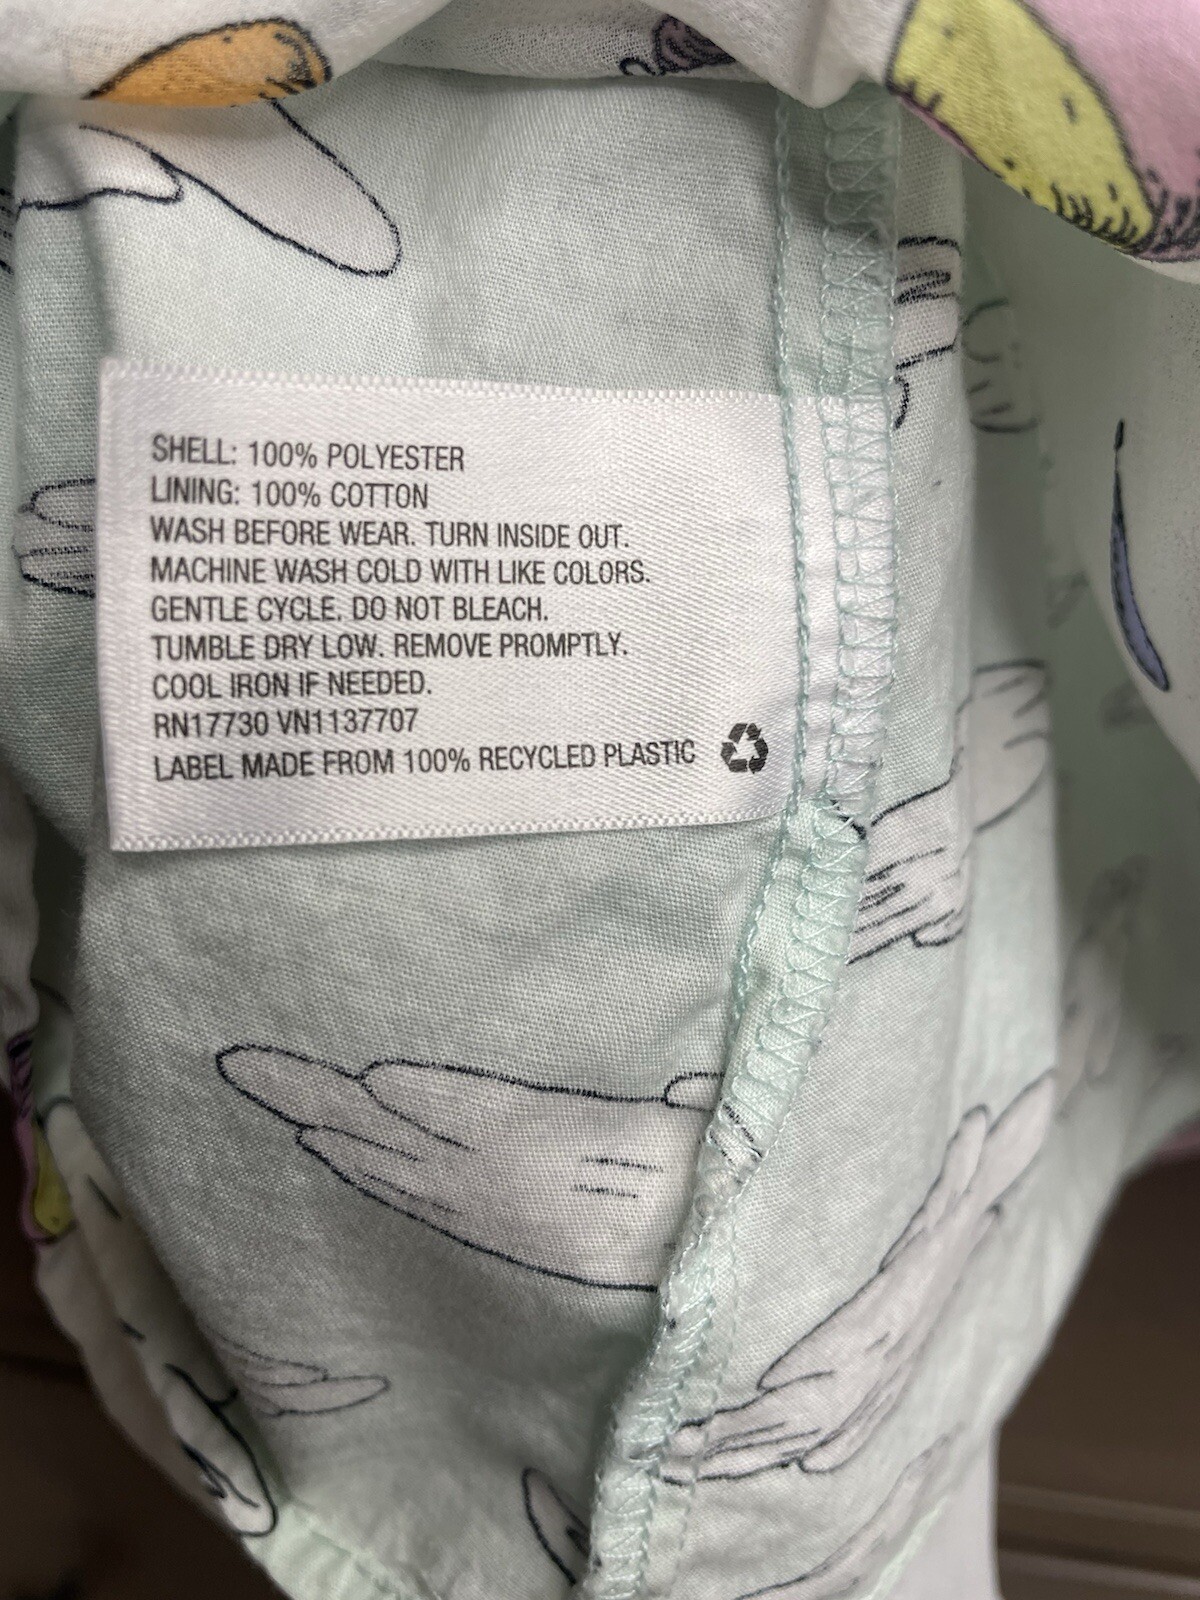 SHELL: 100% POLYESTER
LINING: 100% COTTON
WASH BEFORE WEAR. TURN INSIDE OUT.
MACHINE WASH COLD WITH LIKE COLORS.
GENTLE CYCLE. DO NOT BLEACH.
TUMBLE DRY LOW. REMOVE PROMPTLY.
COOL IRON IF NEEDED.
RN17730 VN1137707
LABEL MADE FROM 100% RECYCLED PLASTIC